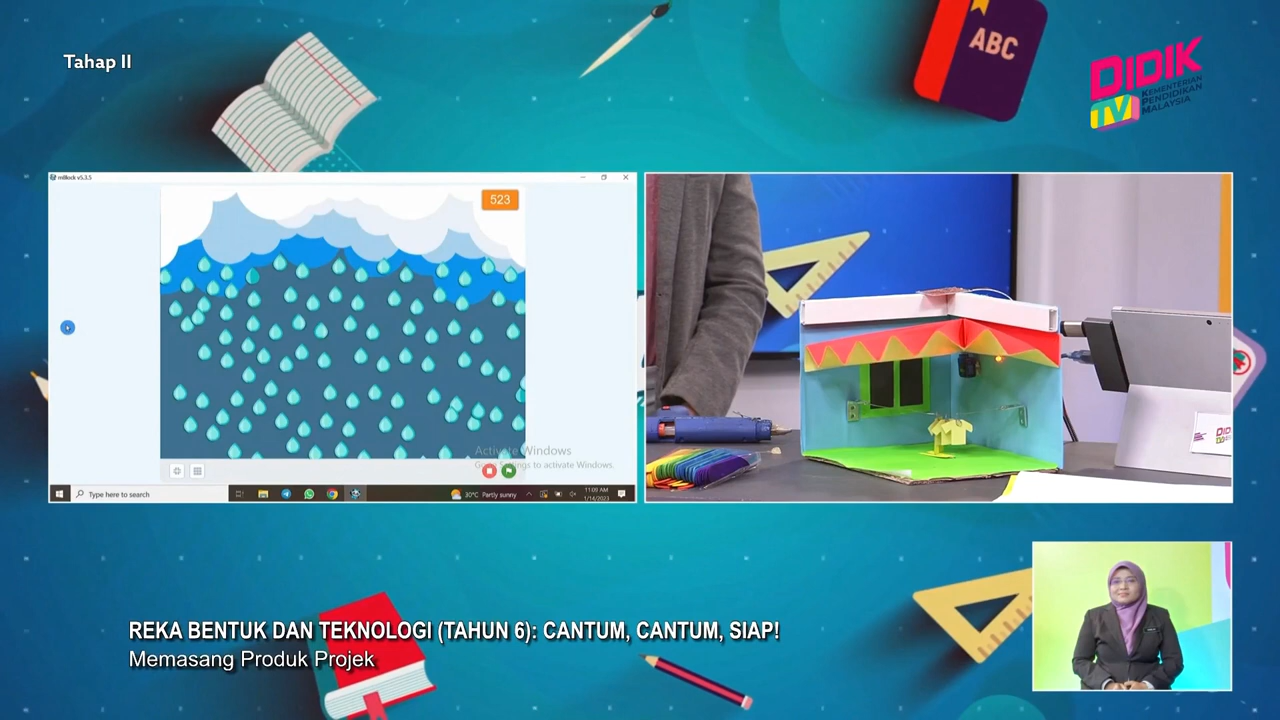 Tahap II
ABC
DIDIK
TV
KEMENTERIAN
PENDIDIKAN
MALAYSIA
mBlock v5.3.5
523
Activate Windows
Go to Settings to activate Windows.
Type here to search
30°C Partly sunny
11:09 AM
1/14/2023
REKA BENTUK DAN TEKNOLOGI (TAHUN 6): CANTUM, CANTUM, SIAP!
Memasang Produk Projek